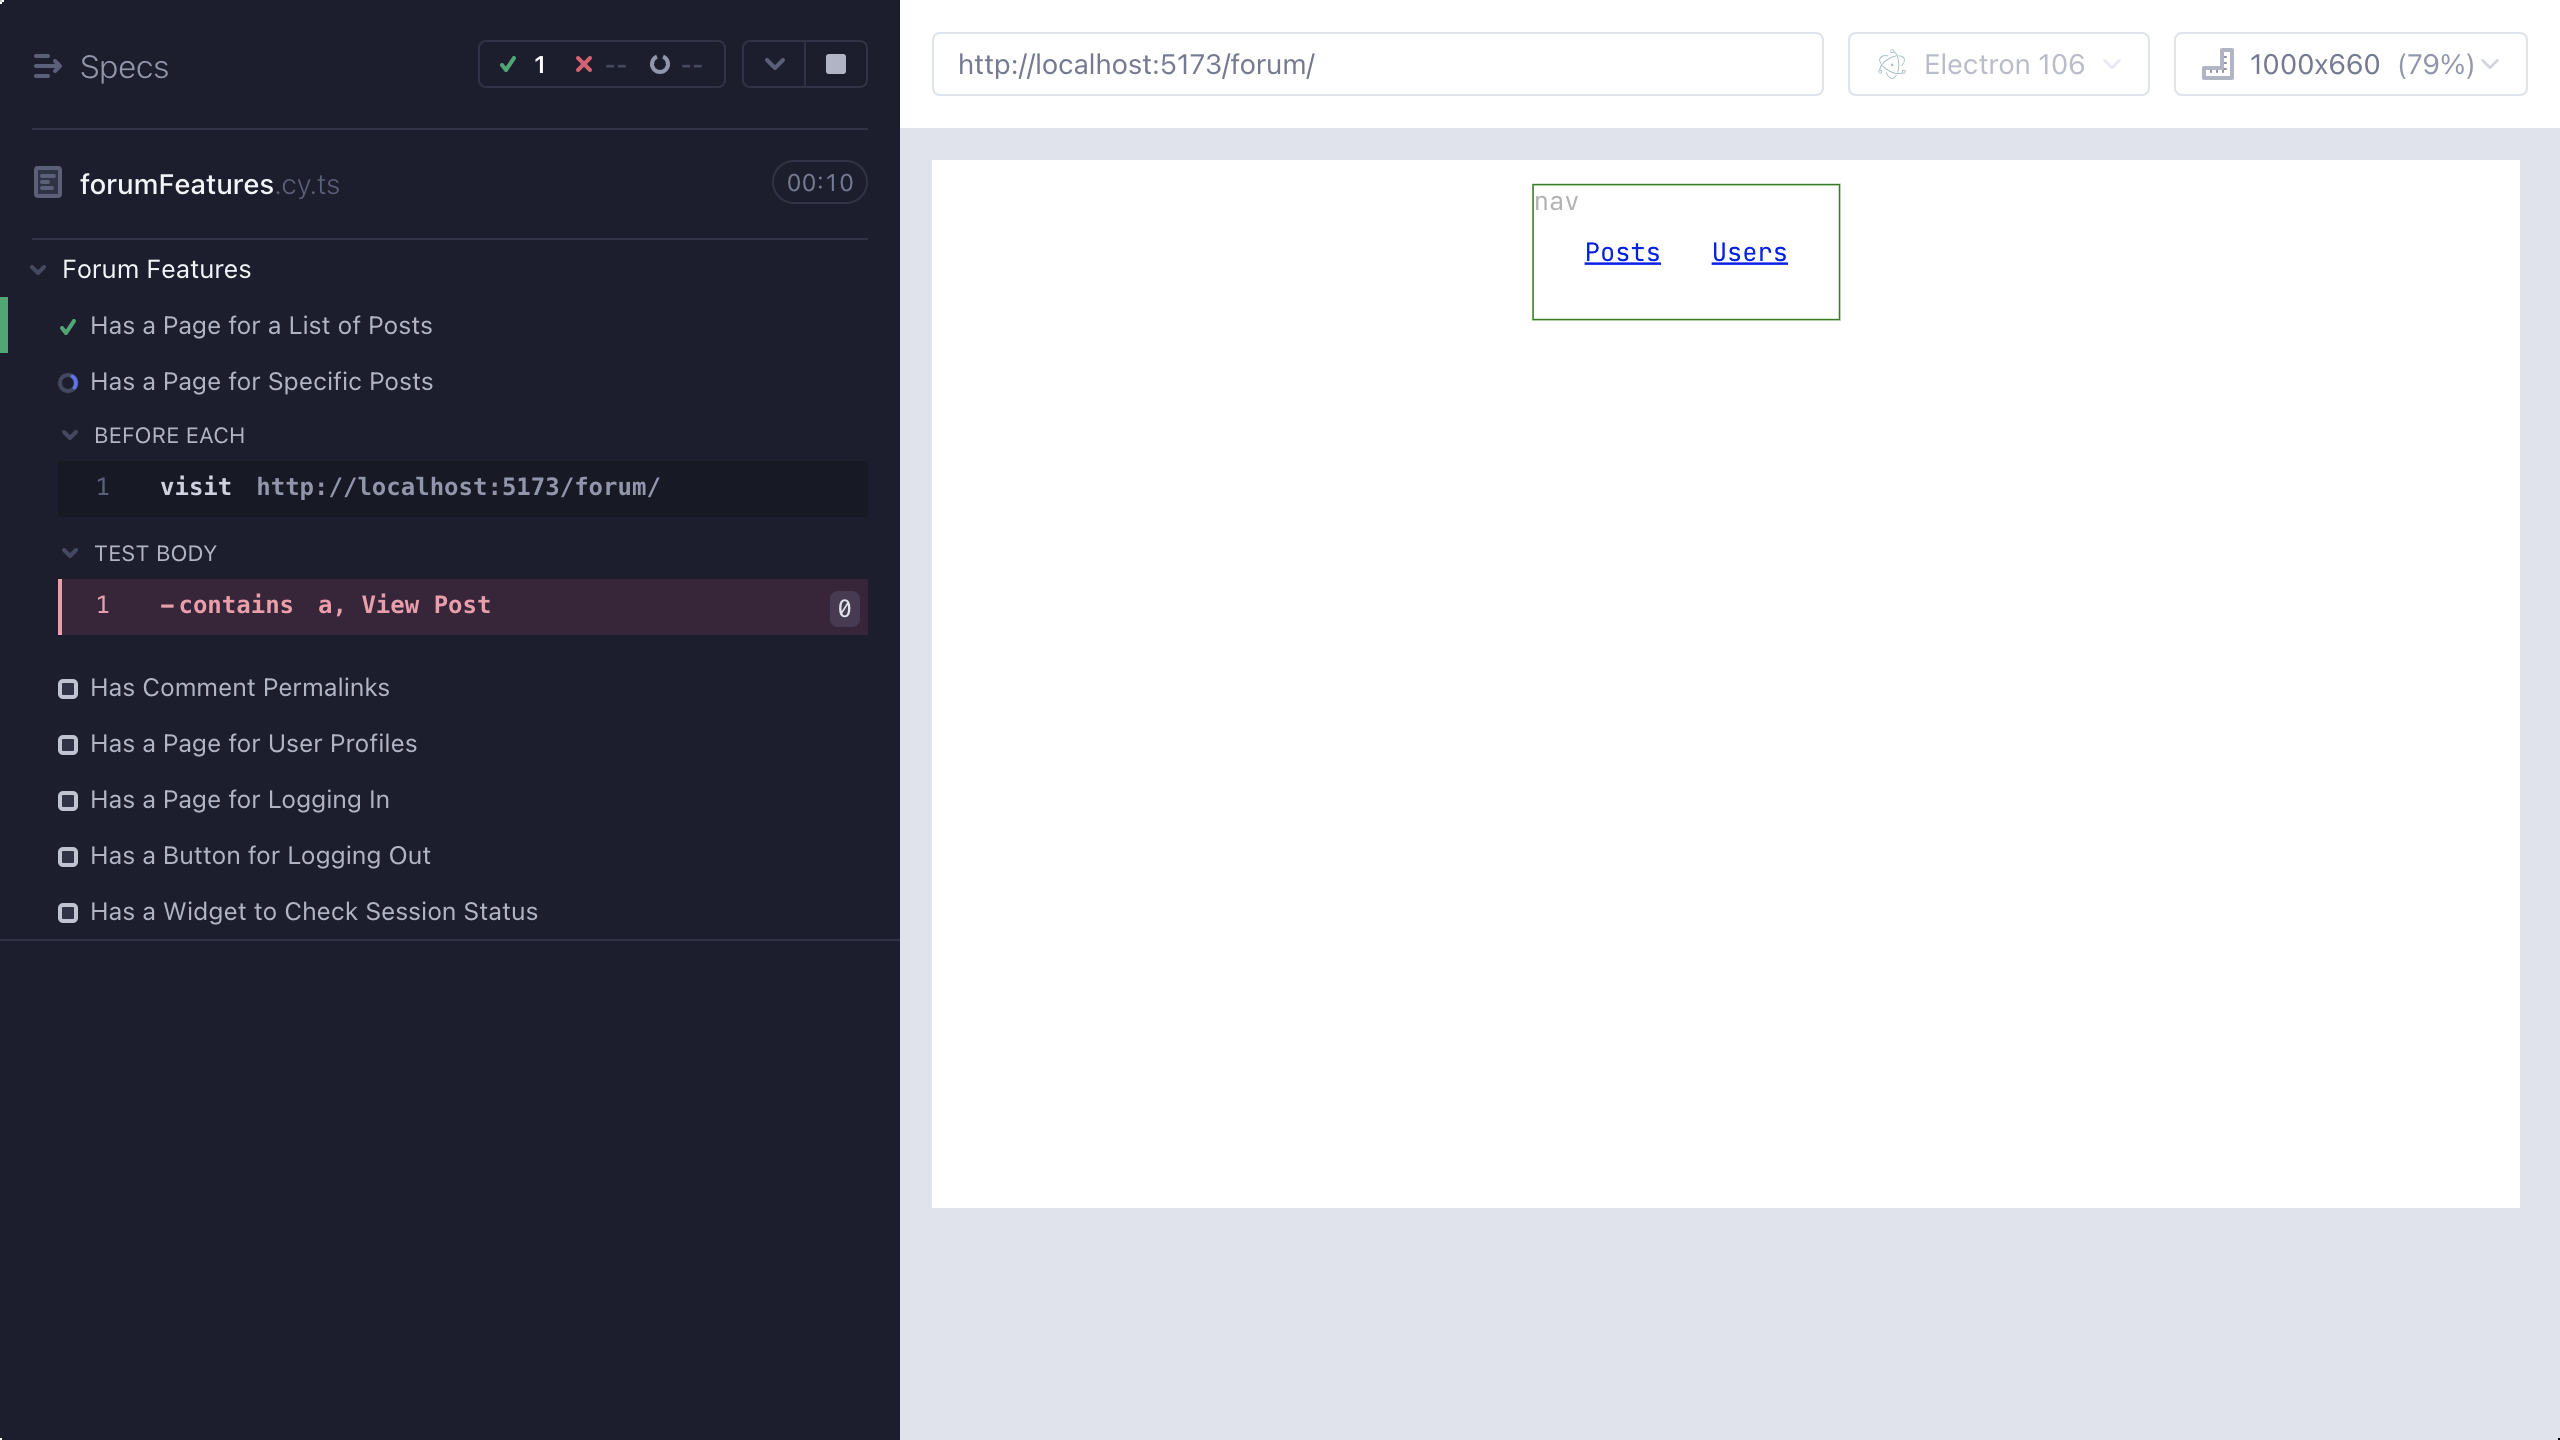 Specs
1 -- --
forumFeatures.cy.ts 00:10
Forum Features
Has a Page for a List of Posts
Has a Page for Specific Posts
BEFORE EACH
1 visit http://localhost:5173/forum/
TEST BODY
1 -contains a, View Post 0
Has Comment Permalinks
Has a Page for User Profiles
Has a Page for Logging In
Has a Button for Logging Out
Has a Widget to Check Session Status
http://localhost:5173/forum/
Electron 106
1000x660 (79%)
nav
Posts Users